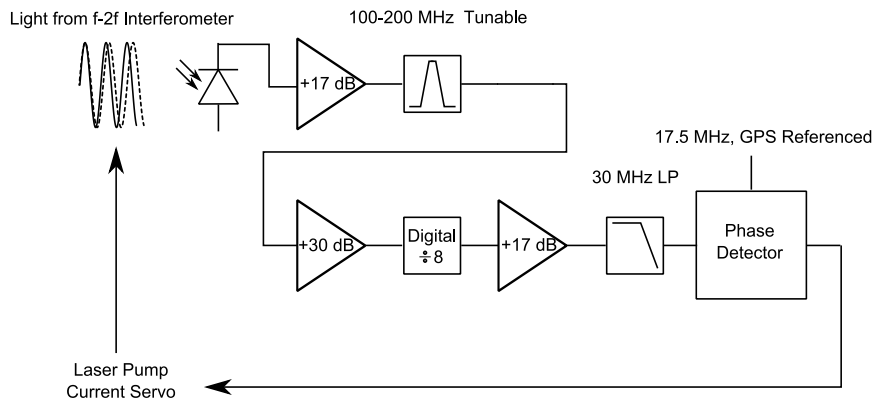 Light from f-2f Interferometer
100-200 MHz Tunable
+17 dB
17.5 MHz, GPS Referenced
30 MHz LP
+30 dB
Digital
÷8
+17 dB
Phase
Detector
Laser Pump
Current Servo